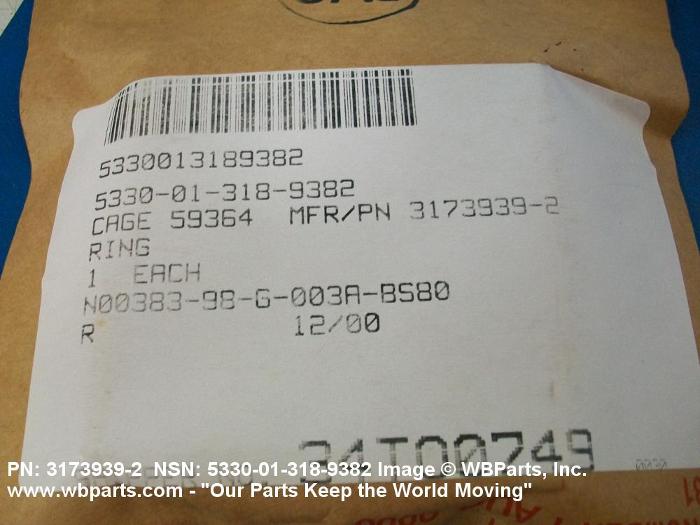 5330013189382
5330-01-318-9382
CAGE 59364 MFR/PN 3173939-2
RING
1 EACH
N00383-98-G-003A-BS80
R 12/00
34T00749
PN: 3173939-2 NSN: 5330-01-318-9382 Image © WBParts, Inc.
www.wbparts.com - "Our Parts Keep the World Moving"